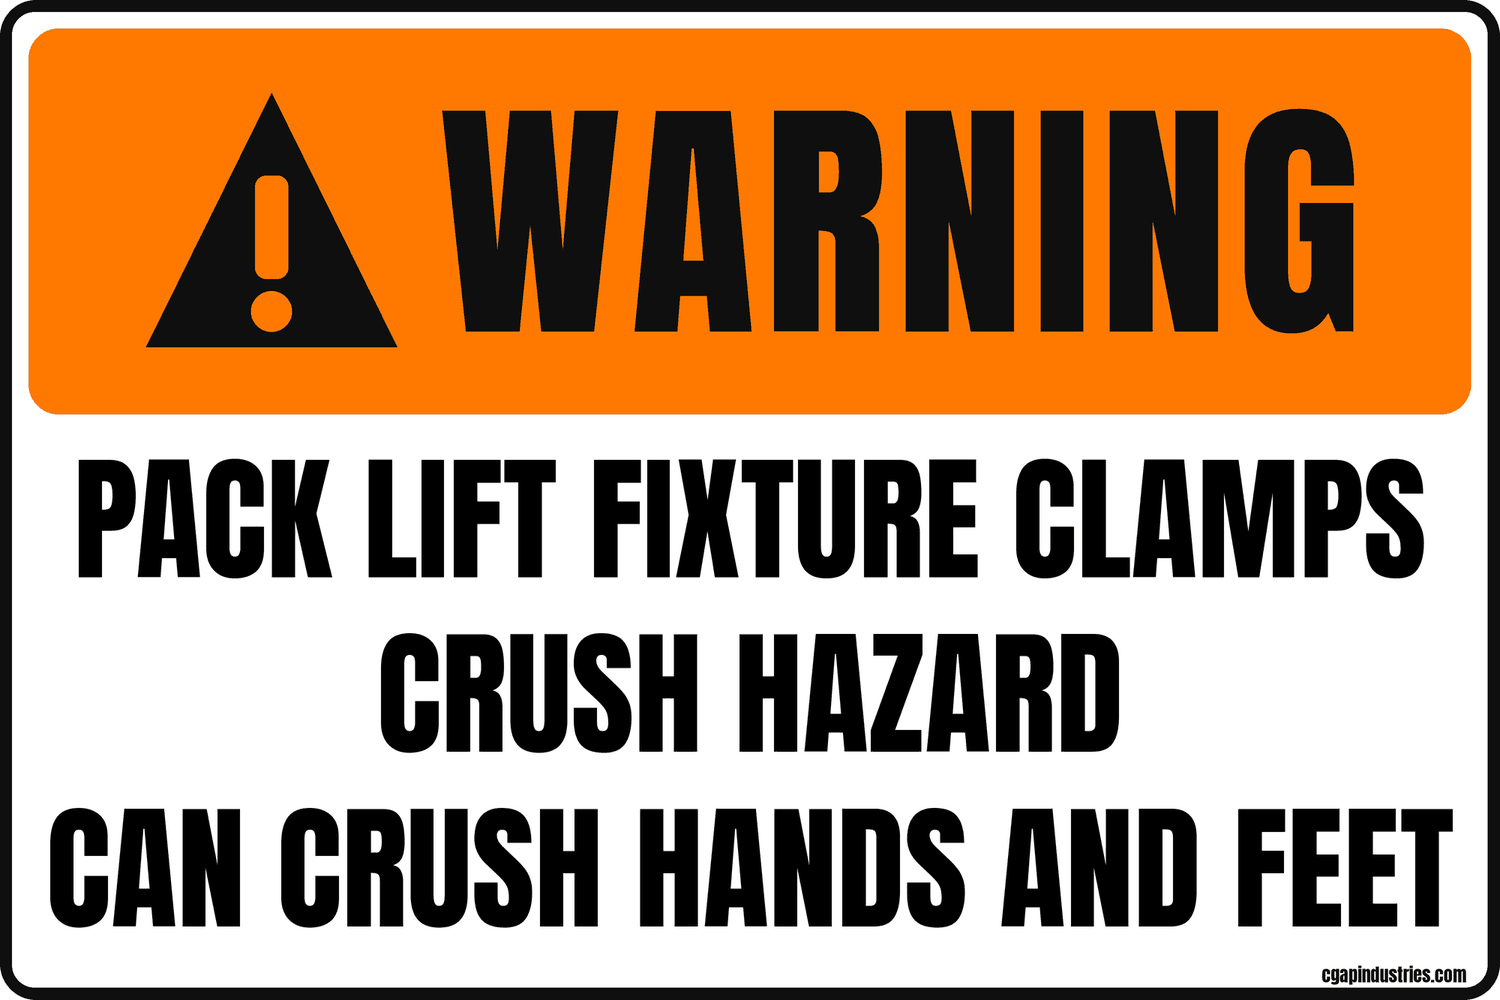 WARNING
PACK LIFT FIXTURE CLAMPS
CRUSH HAZARD
CAN CRUSH HANDS AND FEET
cgapindustries.com